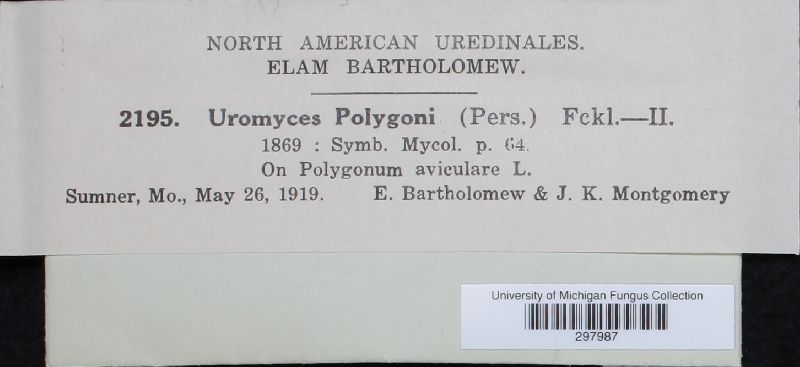 NORTH AMERICAN UREDINALES.
ELAM BARTHOLOMEW.
2195. Uromyces Polygoni (Pers.) Fckl.—II.
1869 : Symb. Mycol. p. 64.
On Polygonum aviculare L.
Sumner, Mo., May 26, 1919. E. Bartholomew & J. K. Montgomery
University of Michigan Fungus Collection
297987